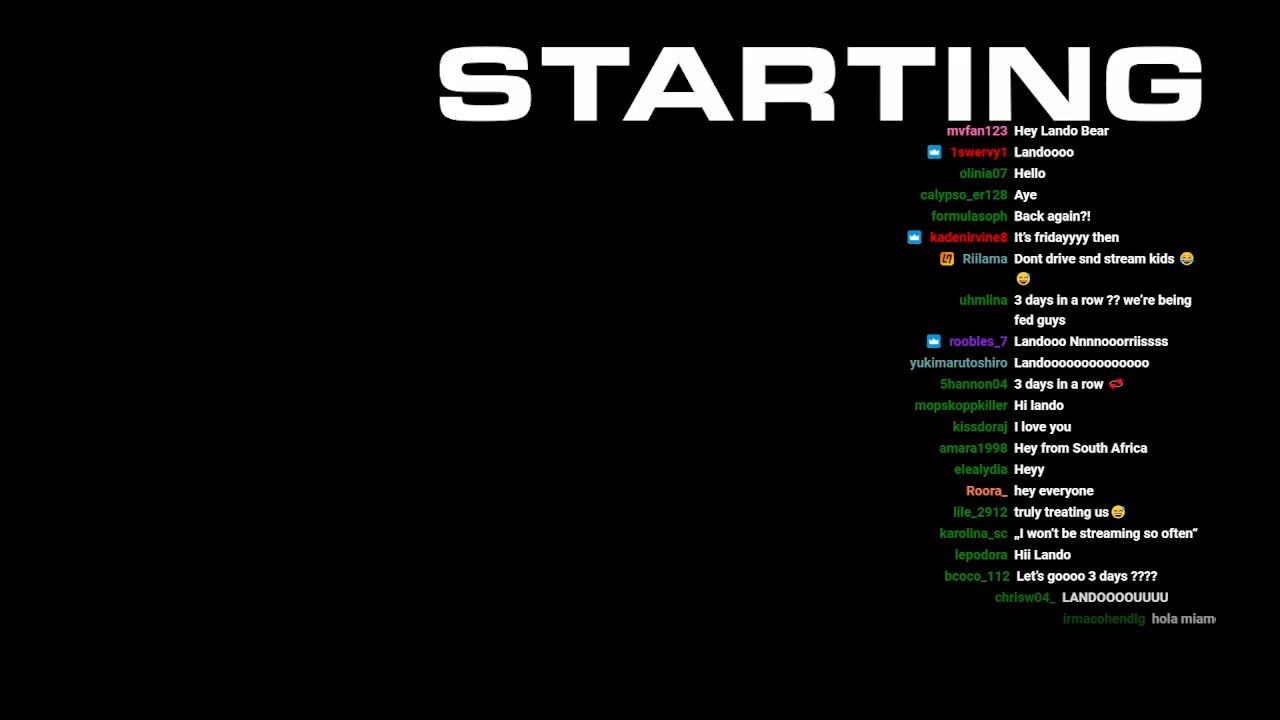 STARTING
mvfan123 Hey Lando Bear
1swervy1 Landoooo
olinia07 Hello
calypso_er128 Aye
formulasoph Back again?!
kadenirvine8 It's fridayyyy then
Riilama Dont drive snd stream kids 😂
😅
uhmlina 3 days in a row ?? we're being
fed guys
roobles_7 Landooo Nnnnooorriissss
yukimarutoshiro Landooooooooooooo
5hannon04 3 days in a row 💞
mopskoppkiller Hi lando
kissdoraj I love you
amara1998 Hey from South Africa
elealydia Heyy
Roora_ hey everyone
lile_2912 truly treating us😅
karolina_sc „I won't be streaming so often“
lepodora Hii Lando
bcoco_112 Let's goooo 3 days ????
chrisw04_ LANDOOOOUUUU
irmacohendlg hola